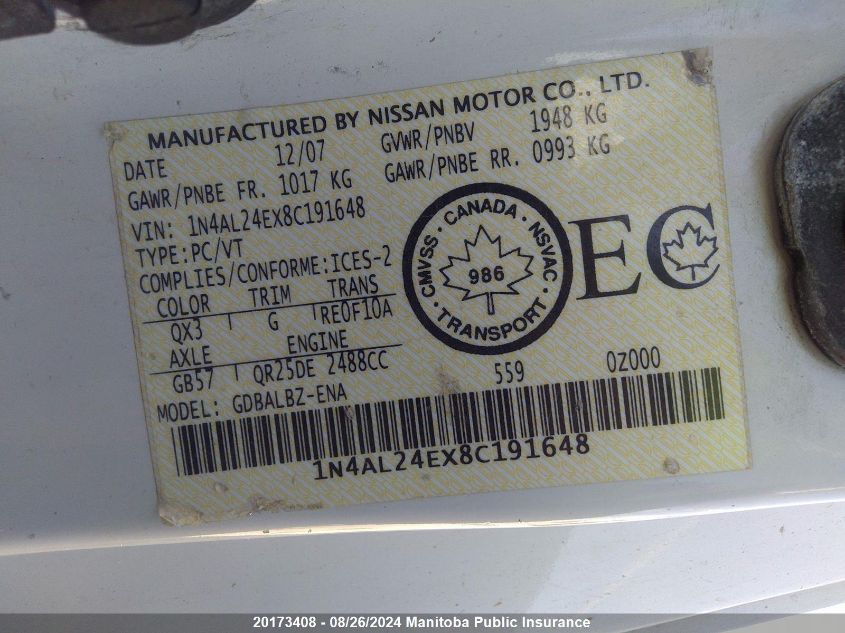 MANUFACTURED BY NISSAN MOTOR CO., LTD.
DATE 12/07 GVWR/PNBV 1948 KG
GAWR/PNBE FR. 1017 KG GAWR/PNBE RR. 0993 KG
VIN: 1N4AL24EX8C191648
TYPE:PC/VT
COMPLIES/CONFORME:ICES-2
COLOR TRIM TRANS
QX3 G RE0F10A
AXLE ENGINE
GB57 QR25DE 2488CC
MODEL: GDBALBZ-ENA
CANADA · NSVAC · TRANSPORT · CMVSS ·
986
EC
559 0Z000
1N4AL24EX8C191648
20173408 - 08/26/2024 Manitoba Public Insurance